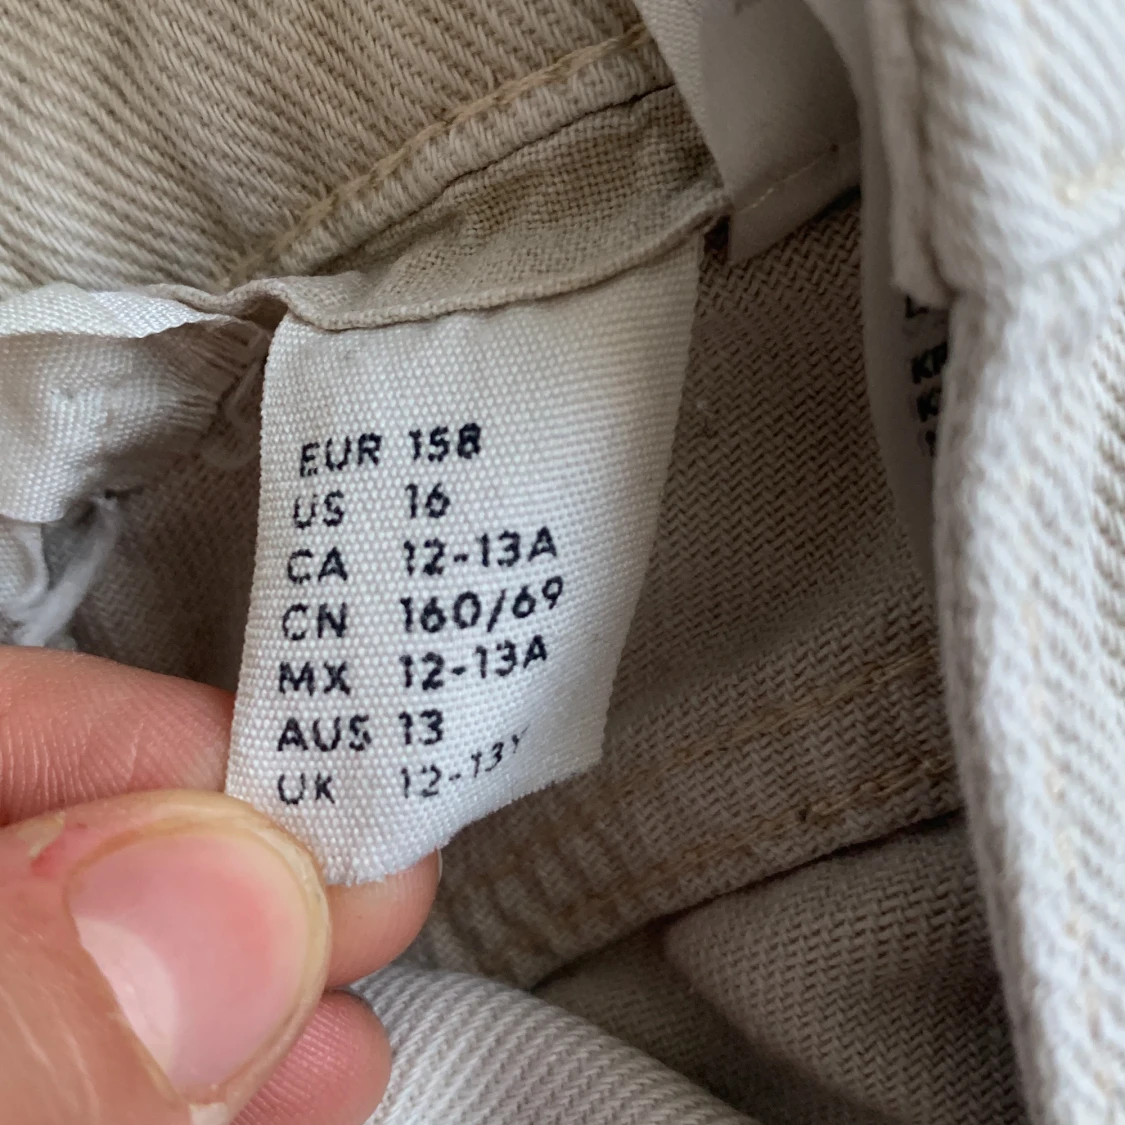 EUR 158
US 16
CA 12-13A
CN 160/69
MX 12-13A
AUS 13
UK 12-13Y